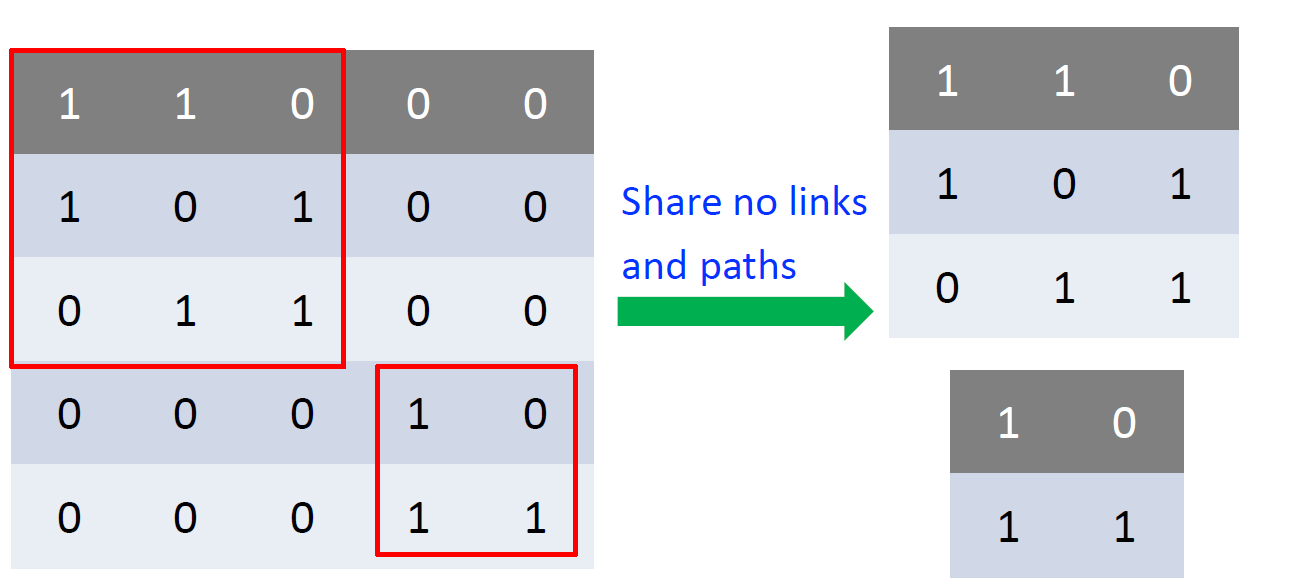 1 1 0 0 0
1 0 1 0 0
0 1 1 0 0
0 0 0 1 0
0 0 0 1 1
Share no links
and paths
1 1 0
1 0 1
0 1 1
1 0
1 1